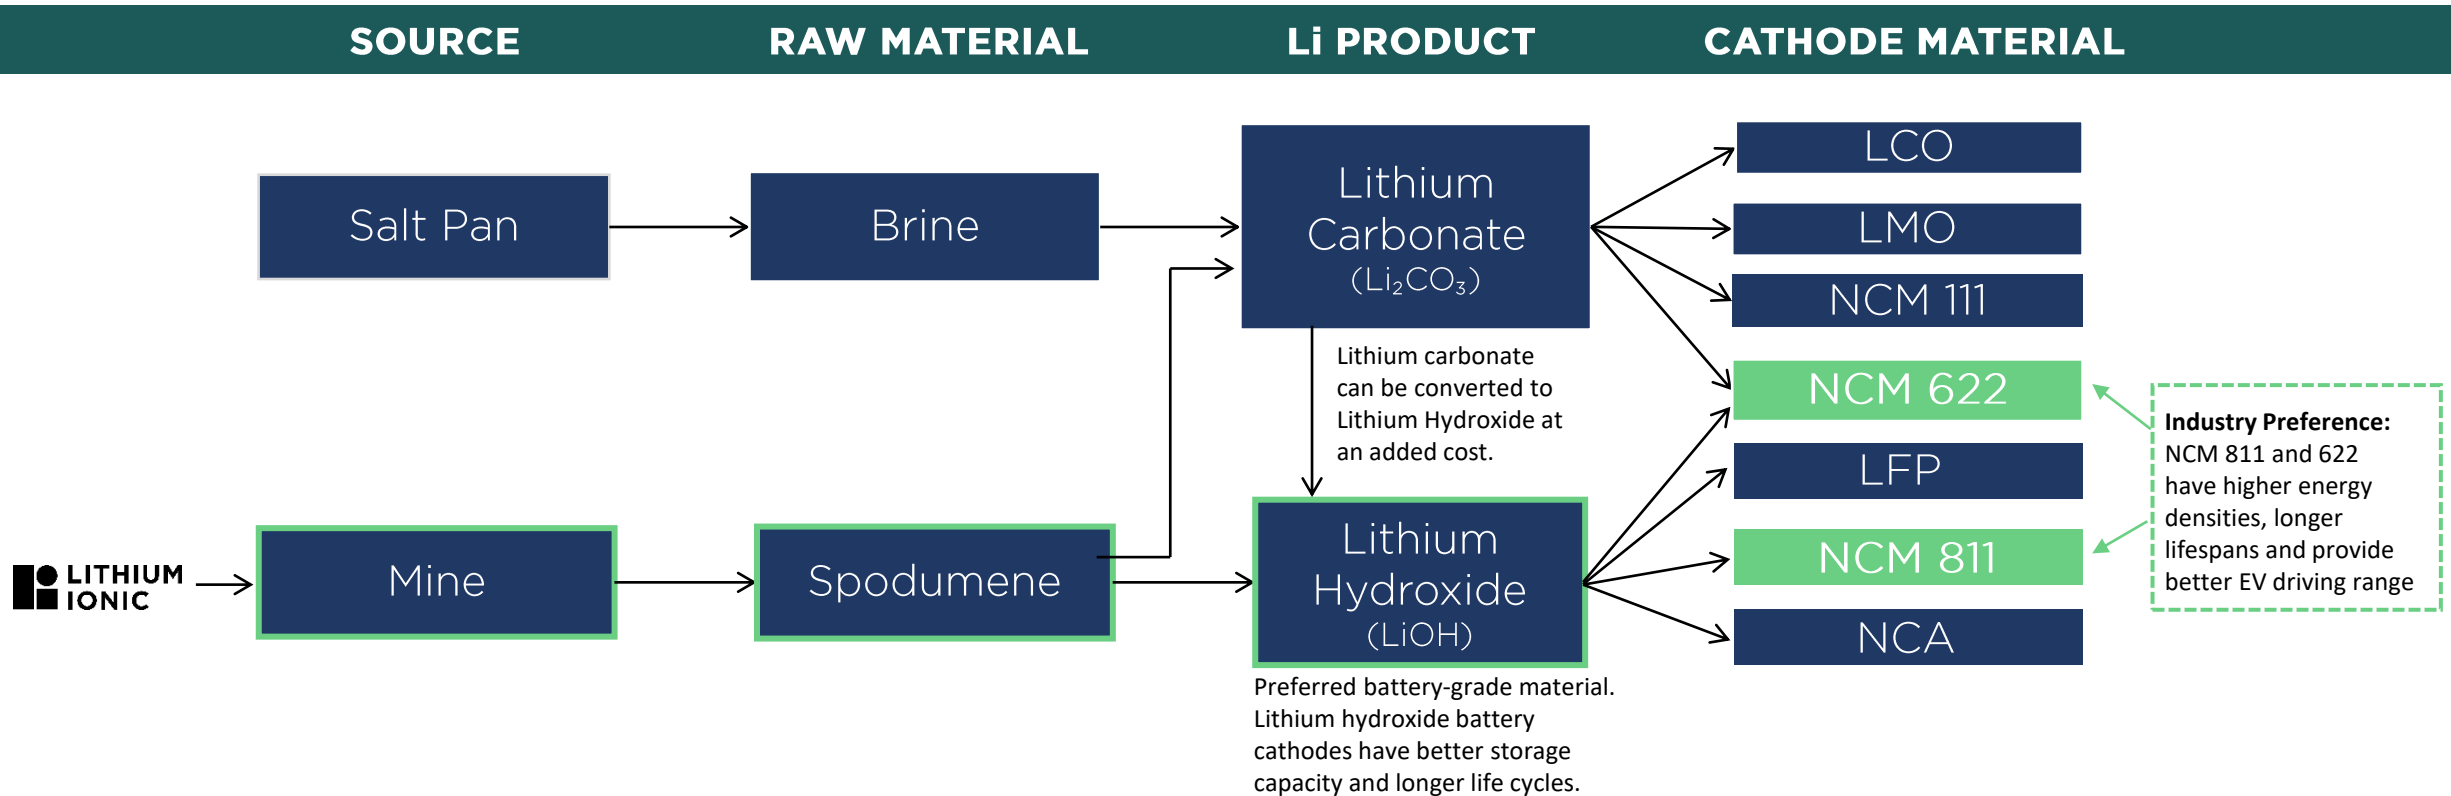 SOURCE
RAW MATERIAL
Li PRODUCT
CATHODE MATERIAL
Salt Pan
Brine
Lithium
Carbonate
(Li₂CO₃)
LCO
LMO
NCM 111
NCM 622
LFP
NCM 811
NCA
Lithium carbonate
can be converted to
Lithium Hydroxide at
an added cost.
Industry Preference:
NCM 811 and 622
have higher energy
densities, longer
lifespans and provide
better EV driving range
LITHIUM
IONIC
Mine
Spodumene
Lithium
Hydroxide
(LiOH)
Preferred battery-grade material.
Lithium hydroxide battery
cathodes have better storage
capacity and longer life cycles.